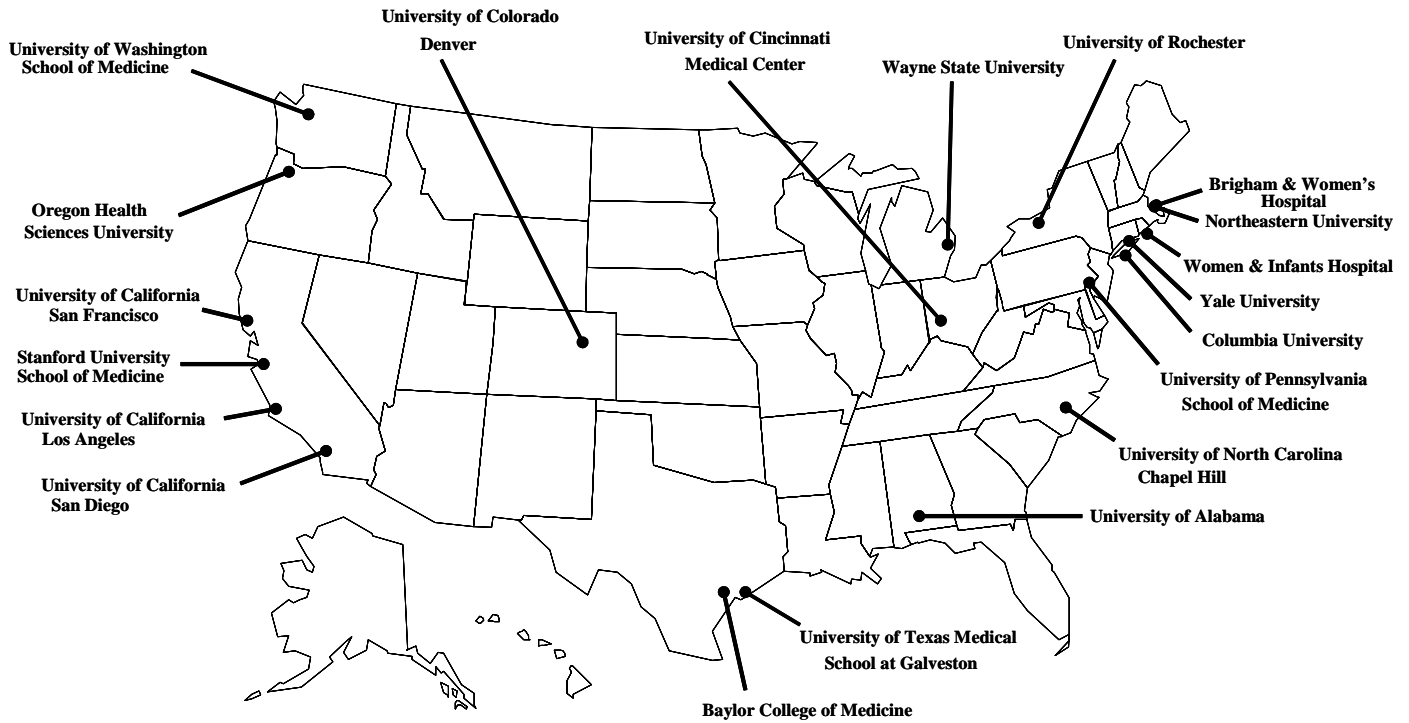 University of Colorado
Denver
University of Washington
School of Medicine
University of Cincinnati
Medical Center
Wayne State University
University of Rochester
Oregon Health
Sciences University
Brigham & Women's
Hospital
Northeastern University
Women & Infants Hospital
Yale University
Columbia University
University of California
San Francisco
Stanford University
School of Medicine
University of California
Los Angeles
University of California
San Diego
University of Pennsylvania
School of Medicine
University of North Carolina
Chapel Hill
University of Alabama
University of Texas Medical
School at Galveston
Baylor College of Medicine